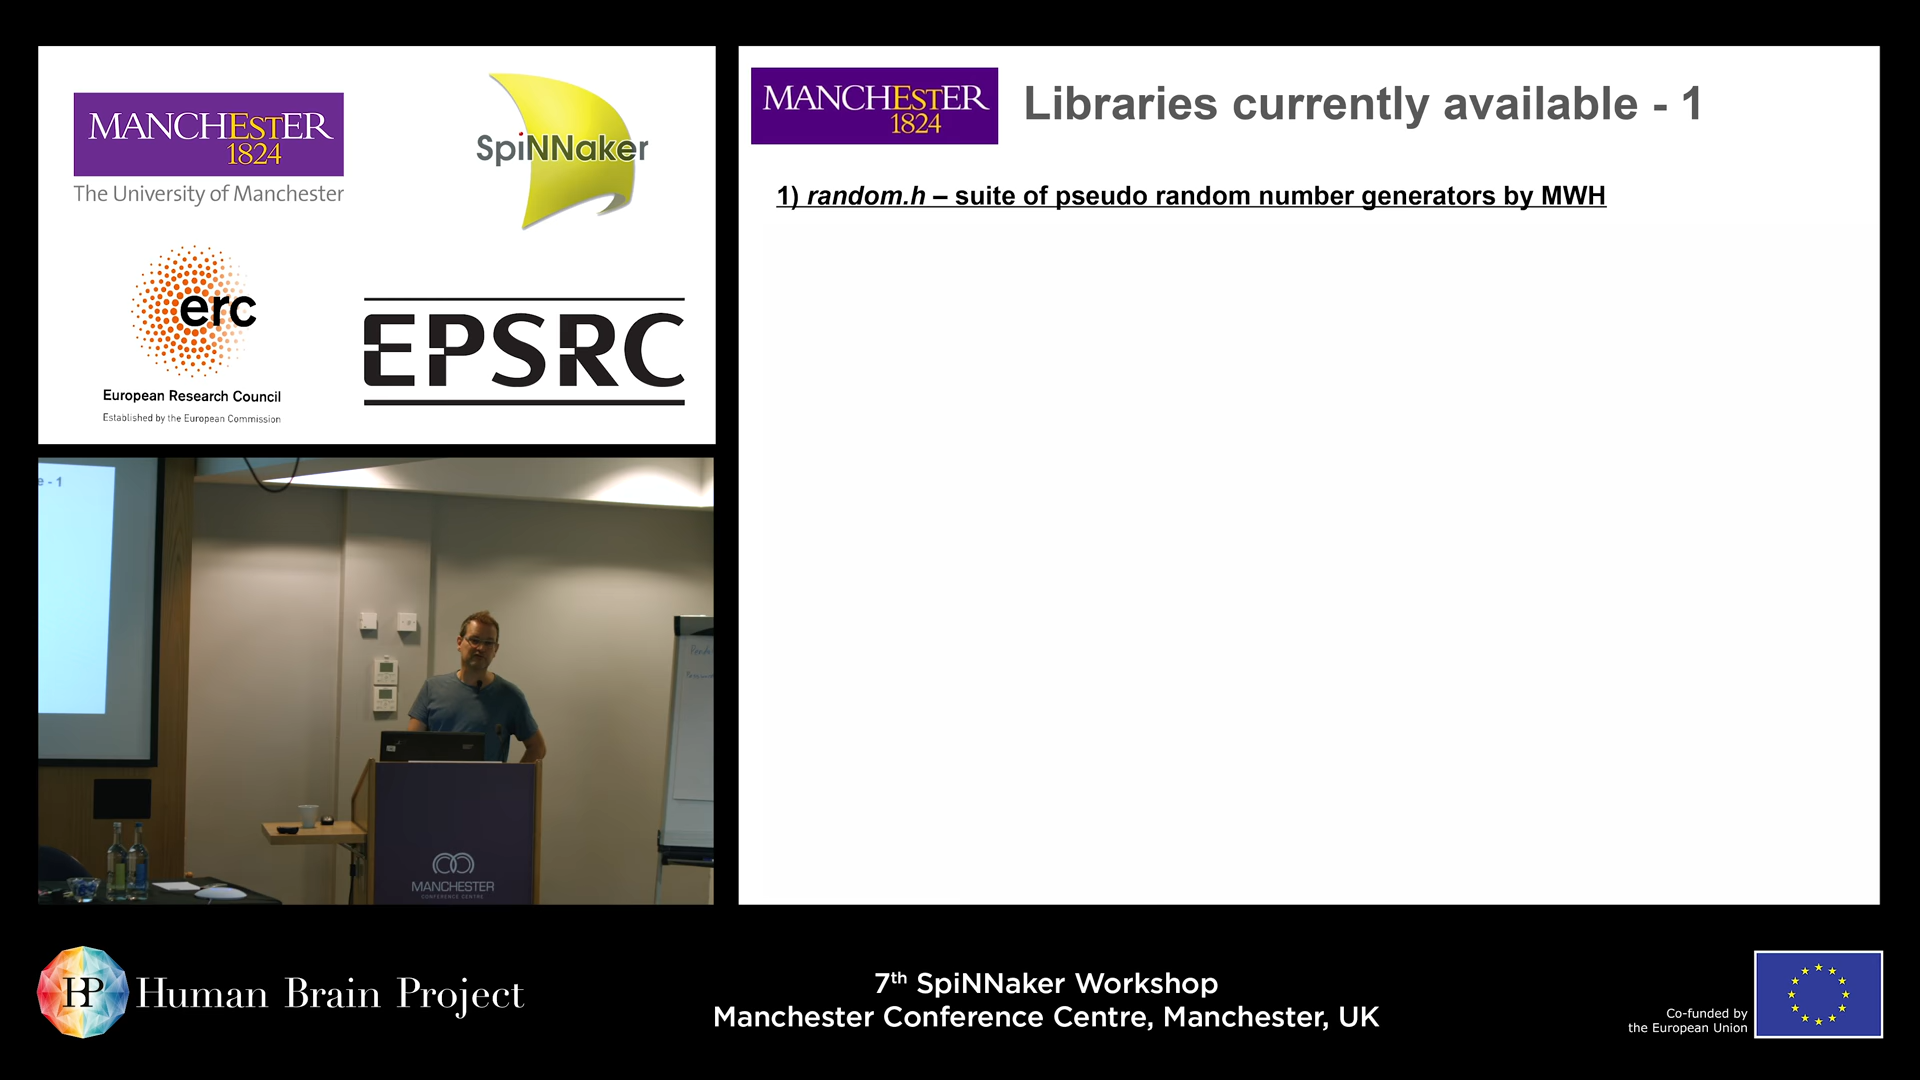 MANCHESTER
1824
The University of Manchester
SpiNNaker
erc
European Research Council
Established by the European Commission
EPSRC
MANCHESTER
1824
Libraries currently available - 1
1) random.h – suite of pseudo random number generators by MWH
e - 1
MANCHESTER
CONFERENCE CENTRE
HBP Human Brain Project
7th SpiNNaker Workshop
Manchester Conference Centre, Manchester, UK
Co-funded by
the European Union